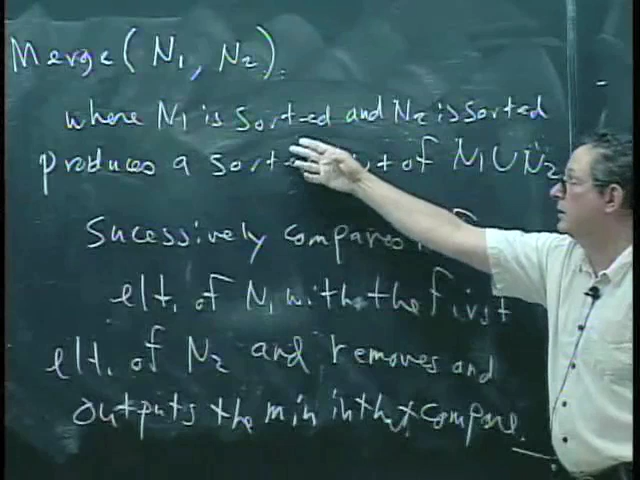 Merge(N1, N2).
where N1 is sorted and N2 is sorted
produces a of N1 ∪ N2
Sucessively compares
elt. of N1 with the first
elt. of N2 and removes and
outputs the min in that compare.